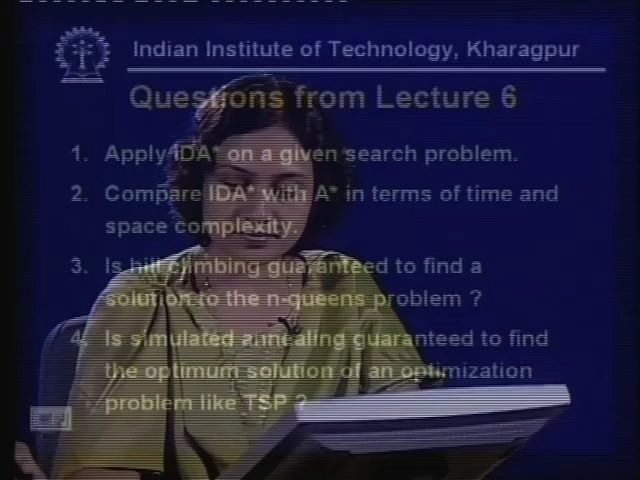 Indian Institute of Technology, Kharagpur
Questions from Lecture 6
1. Apply IDA* on a given search problem.
2. Compare IDA* with A* in terms of time and
space complexity.
3. Is hill climbing guaranteed to find a
solution to the n-queens problem ?
4. Is simulated annealing guaranteed to find
the optimum solution of an optimization
problem like TSP ?